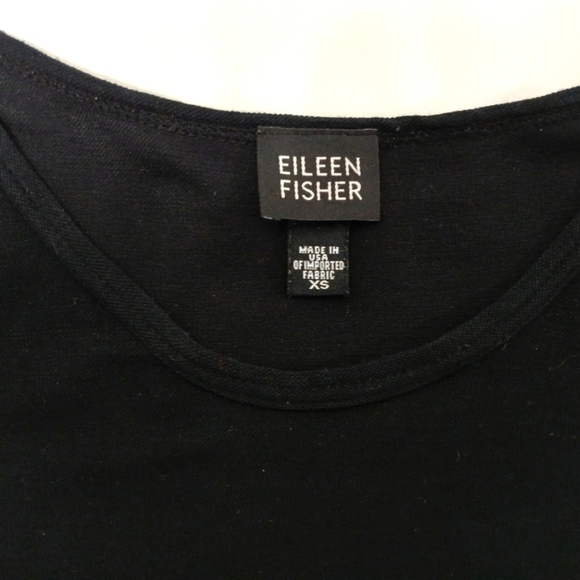 EILEEN
FISHER
MADE IN
USA
OF IMPORTED
FABRIC
XS